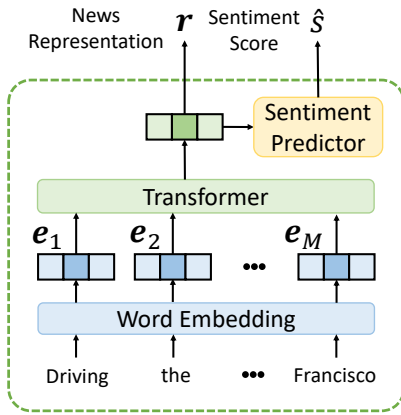 News Representation r
Sentiment Score ŝ
Sentiment Predictor
Transformer
e1 e2 eM
•••
Word Embedding
Driving the ••• Francisco